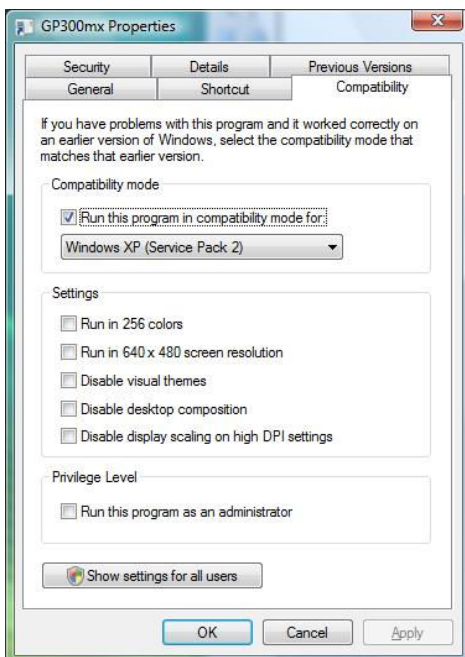 GP300mx Properties
Security Details Previous Versions
General Shortcut Compatibility
If you have problems with this program and it worked correctly on
an earlier version of Windows, select the compatibility mode that
matches that earlier version.
Compatibility mode
Run this program in compatibility mode for:
Windows XP (Service Pack 2)
Settings
Run in 256 colors
Run in 640 x 480 screen resolution
Disable visual themes
Disable desktop composition
Disable display scaling on high DPI settings
Privilege Level
Run this program as an administrator
Show settings for all users
OK Cancel Apply